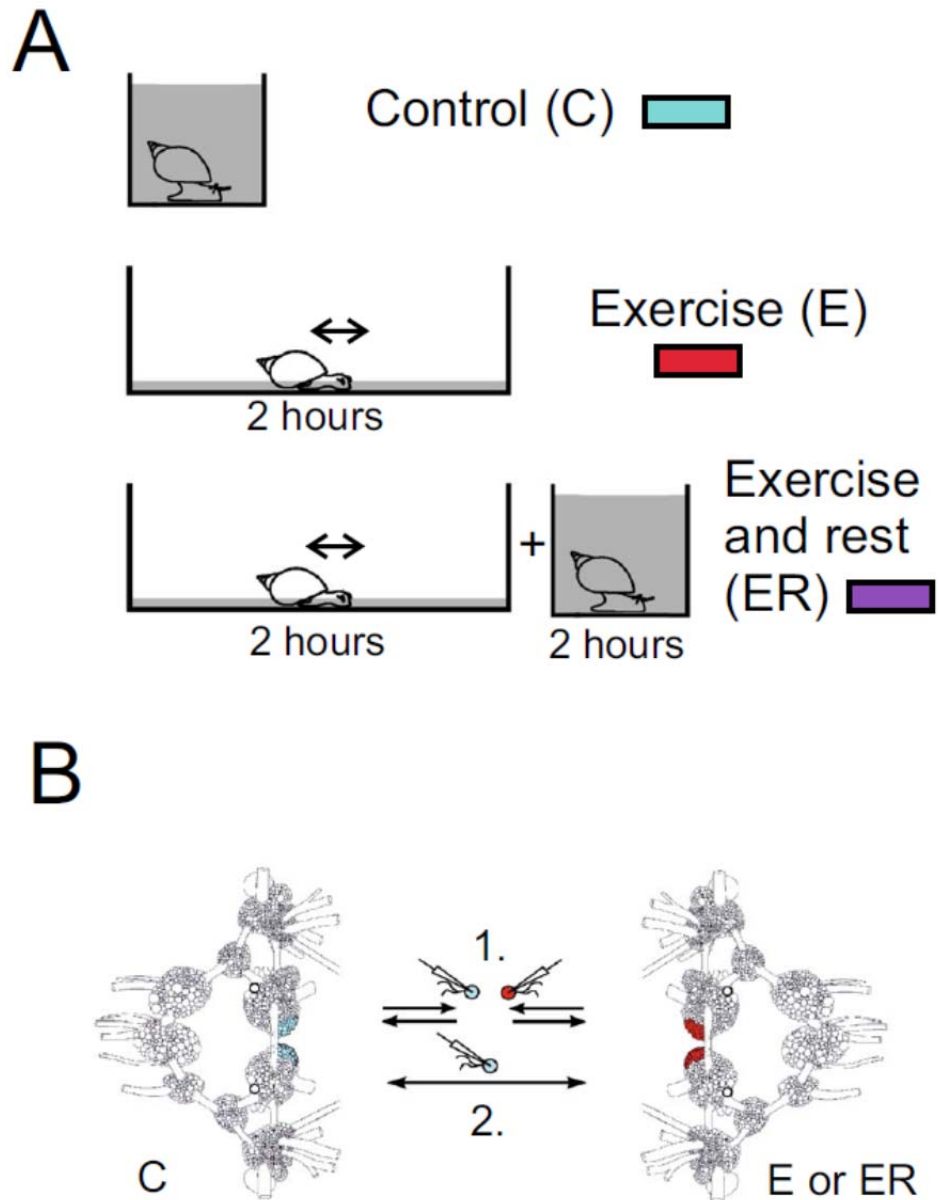 A
Control (C)
Exercise (E)
2 hours
Exercise
and rest
(ER)
+
2 hours
2 hours
B
1.
2.
C
E or ER